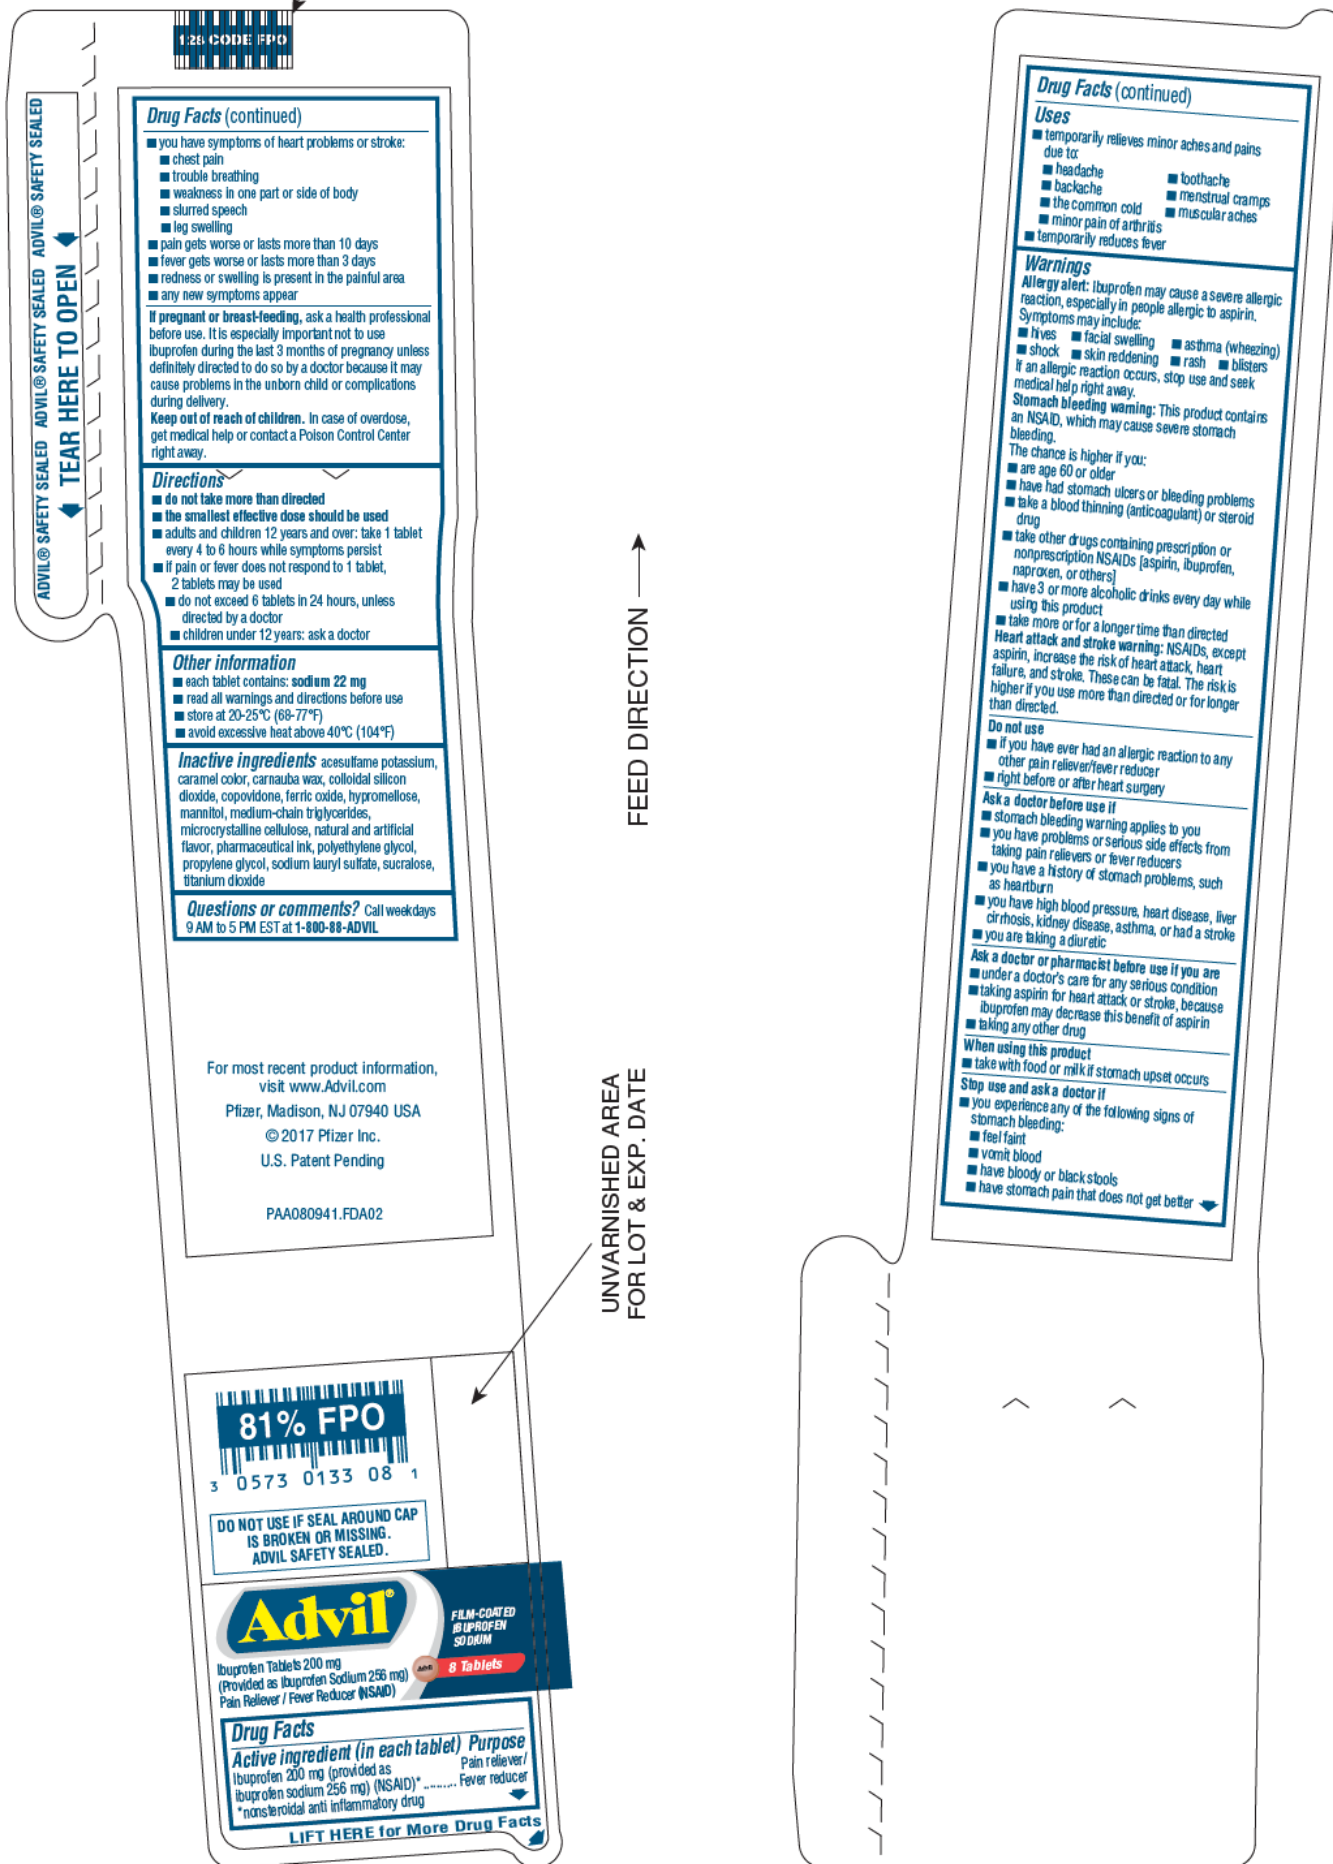 128 CODE FPO
ADVIL® SAFETY SEALED ADVIL® SAFETY SEALED ADVIL® SAFETY SEALED
TEAR HERE TO OPEN
Drug Facts (continued)
■ you have symptoms of heart problems or stroke:
■ chest pain
■ trouble breathing
■ weakness in one part or side of body
■ slurred speech
■ leg swelling
■ pain gets worse or lasts more than 10 days
■ fever gets worse or lasts more than 3 days
■ redness or swelling is present in the painful area
■ any new symptoms appear
If pregnant or breast-feeding, ask a health professional
before use. It is especially important not to use
ibuprofen during the last 3 months of pregnancy unless
definitely directed to do so by a doctor because it may
cause problems in the unborn child or complications
during delivery.
Keep out of reach of children. In case of overdose,
get medical help or contact a Poison Control Center
right away.
Directions
■ do not take more than directed
■ the smallest effective dose should be used
■ adults and children 12 years and over: take 1 tablet
every 4 to 6 hours while symptoms persist
■ if pain or fever does not respond to 1 tablet,
2 tablets may be used
■ do not exceed 6 tablets in 24 hours, unless
directed by a doctor
■ children under 12 years: ask a doctor
Other information
■ each tablet contains: sodium 22 mg
■ read all warnings and directions before use
■ store at 20-25°C (68-77°F)
■ avoid excessive heat above 40°C (104°F)
Inactive ingredients acesulfame potassium,
caramel color, carnauba wax, colloidal silicon
dioxide, copovidone, ferric oxide, hypromellose,
mannitol, medium-chain triglycerides,
microcrystalline cellulose, natural and artificial
flavor, pharmaceutical ink, polyethylene glycol,
propylene glycol, sodium lauryl sulfate, sucralose,
titanium dioxide
Questions or comments? Call weekdays
9 AM to 5 PM EST at 1-800-88-ADVIL
For most recent product information,
visit www.Advil.com
Pfizer, Madison, NJ 07940 USA
© 2017 Pfizer Inc.
U.S. Patent Pending
PAA080941.FDA02
81% FPO
3 0573 0133 08 1
DO NOT USE IF SEAL AROUND CAP
IS BROKEN OR MISSING.
ADVIL SAFETY SEALED.
Advil®
FILM-COATED
IBUPROFEN
SODIUM
Advil
8 Tablets
Ibuprofen Tablets 200 mg
(Provided as Ibuprofen Sodium 256 mg)
Pain Reliever / Fever Reducer (NSAID)
Drug Facts
Active ingredient (in each tablet) Purpose
Ibuprofen 200 mg (provided as Pain reliever/
ibuprofen sodium 256 mg) (NSAID)* .......... Fever reducer
*nonsteroidal anti inflammatory drug
LIFT HERE for More Drug Facts
FEED DIRECTION
UNVARNISHED AREA
FOR LOT & EXP. DATE
Drug Facts (continued)
Uses
■ temporarily relieves minor aches and pains
due to:
■ headache ■ toothache
■ backache ■ menstrual cramps
■ the common cold ■ muscular aches
■ minor pain of arthritis
■ temporarily reduces fever
Warnings
Allergy alert: Ibuprofen may cause a severe allergic
reaction, especially in people allergic to aspirin.
Symptoms may include:
■ hives ■ facial swelling ■ asthma (wheezing)
■ shock ■ skin reddening ■ rash ■ blisters
If an allergic reaction occurs, stop use and seek
medical help right away.
Stomach bleeding warning: This product contains
an NSAID, which may cause severe stomach
bleeding.
The chance is higher if you:
■ are age 60 or older
■ have had stomach ulcers or bleeding problems
■ take a blood thinning (anticoagulant) or steroid
drug
■ take other drugs containing prescription or
nonprescription NSAIDs [aspirin, ibuprofen,
naproxen, or others]
■ have 3 or more alcoholic drinks every day while
using this product
■ take more or for a longer time than directed
Heart attack and stroke warning: NSAIDs, except
aspirin, increase the risk of heart attack, heart
failure, and stroke. These can be fatal. The risk is
higher if you use more than directed or for longer
than directed.
Do not use
■ if you have ever had an allergic reaction to any
other pain reliever/fever reducer
■ right before or after heart surgery
Ask a doctor before use if
■ stomach bleeding warning applies to you
■ you have problems or serious side effects from
taking pain relievers or fever reducers
■ you have a history of stomach problems, such
as heartburn
■ you have high blood pressure, heart disease, liver
cirrhosis, kidney disease, asthma, or had a stroke
■ you are taking a diuretic
Ask a doctor or pharmacist before use if you are
■ under a doctor's care for any serious condition
■ taking aspirin for heart attack or stroke, because
ibuprofen may decrease this benefit of aspirin
■ taking any other drug
When using this product
■ take with food or milk if stomach upset occurs
Stop use and ask a doctor if
■ you experience any of the following signs of
stomach bleeding:
■ feel faint
■ vomit blood
■ have bloody or black stools
■ have stomach pain that does not get better